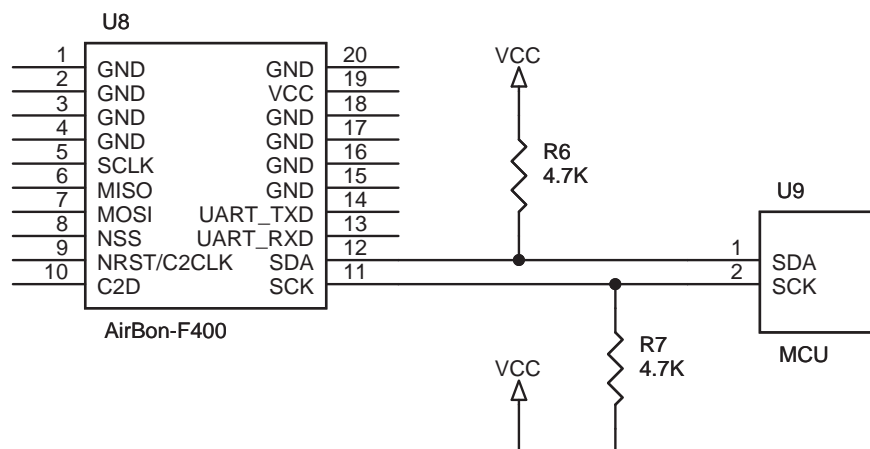 U8
1 GND GND 20
2 GND VCC 19
3 GND GND 18
4 GND GND 17
5 SCLK GND 16
6 MISO GND 15
7 MOSI UART_TXD 14
8 NSS UART_RXD 13
9 NRST/C2CLK SDA 12
10 C2D SCK 11
AirBon-F400
VCC
R6
4.7K
U9
1 SDA
2 SCK
MCU
R7
4.7K
VCC